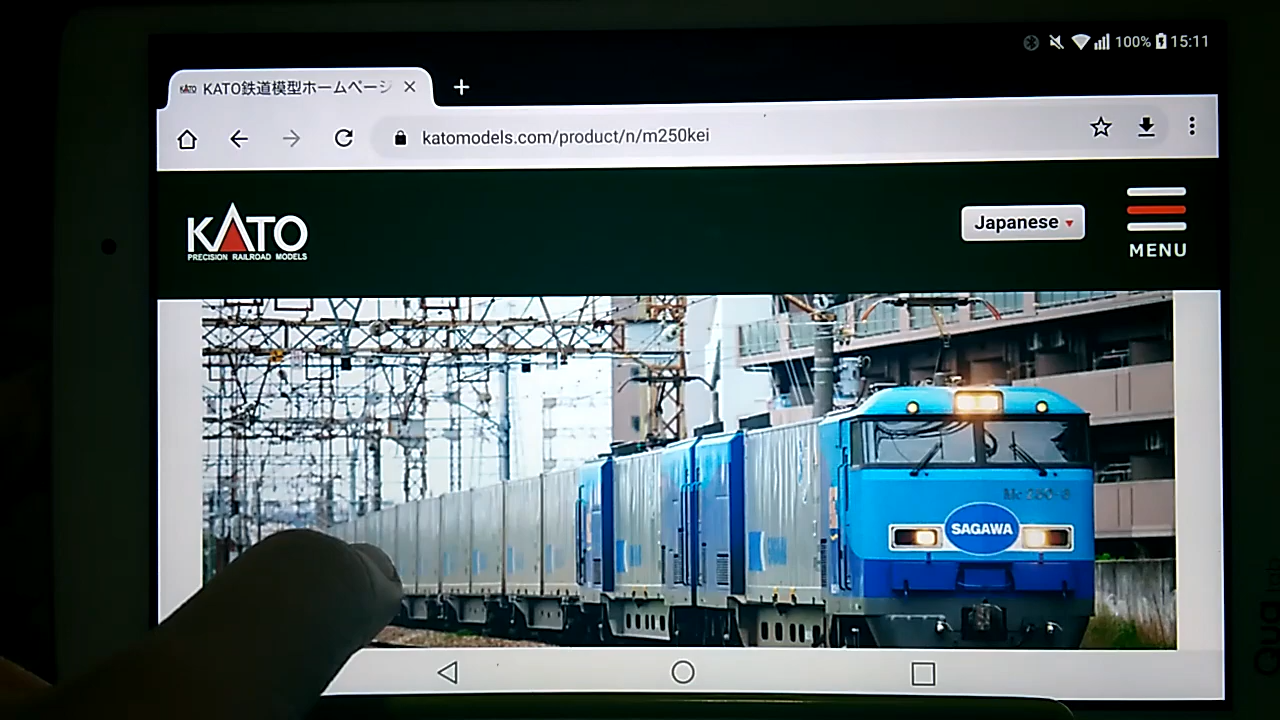 100% 15:11
KATO KATO鉄道模型ホームページ
katomodels.com/product/n/m250kei
KATO
PRECISION RAILROAD MODELS
Japanese
MENU
SAGAWA